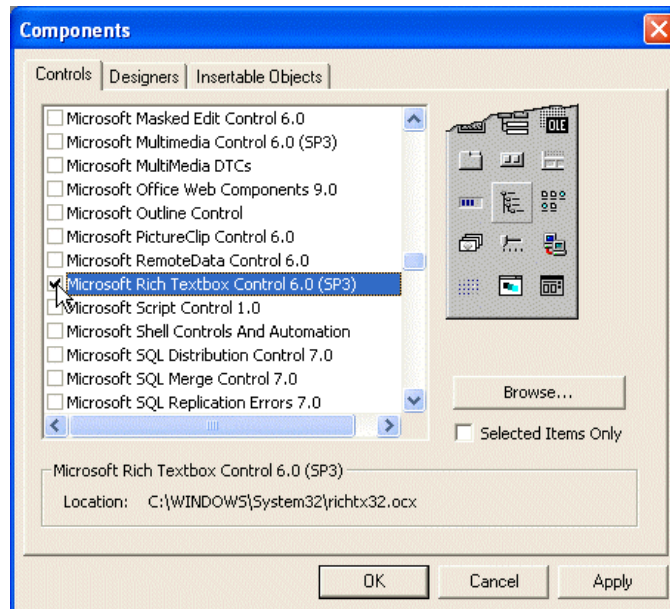 Components
Controls
Designers
Insertable Objects
Microsoft Masked Edit Control 6.0
Microsoft Multimedia Control 6.0 (SP3)
Microsoft MultiMedia DTCs
Microsoft Office Web Components 9.0
Microsoft Outline Control
Microsoft PictureClip Control 6.0
Microsoft RemoteData Control 6.0
Microsoft Rich Textbox Control 6.0 (SP3)
Microsoft Script Control 1.0
Microsoft Shell Controls And Automation
Microsoft SQL Distribution Control 7.0
Microsoft SQL Merge Control 7.0
Microsoft SQL Replication Errors 7.0
OLE
Browse...
Selected Items Only
Microsoft Rich Textbox Control 6.0 (SP3)
Location: C:\WINDOWS\System32\richtx32.ocx
OK
Cancel
Apply